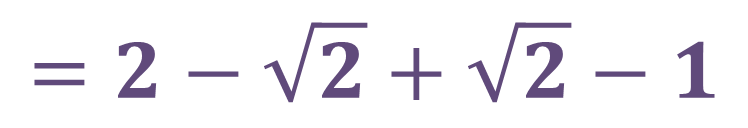 = 2 − √2 + √2 − 1